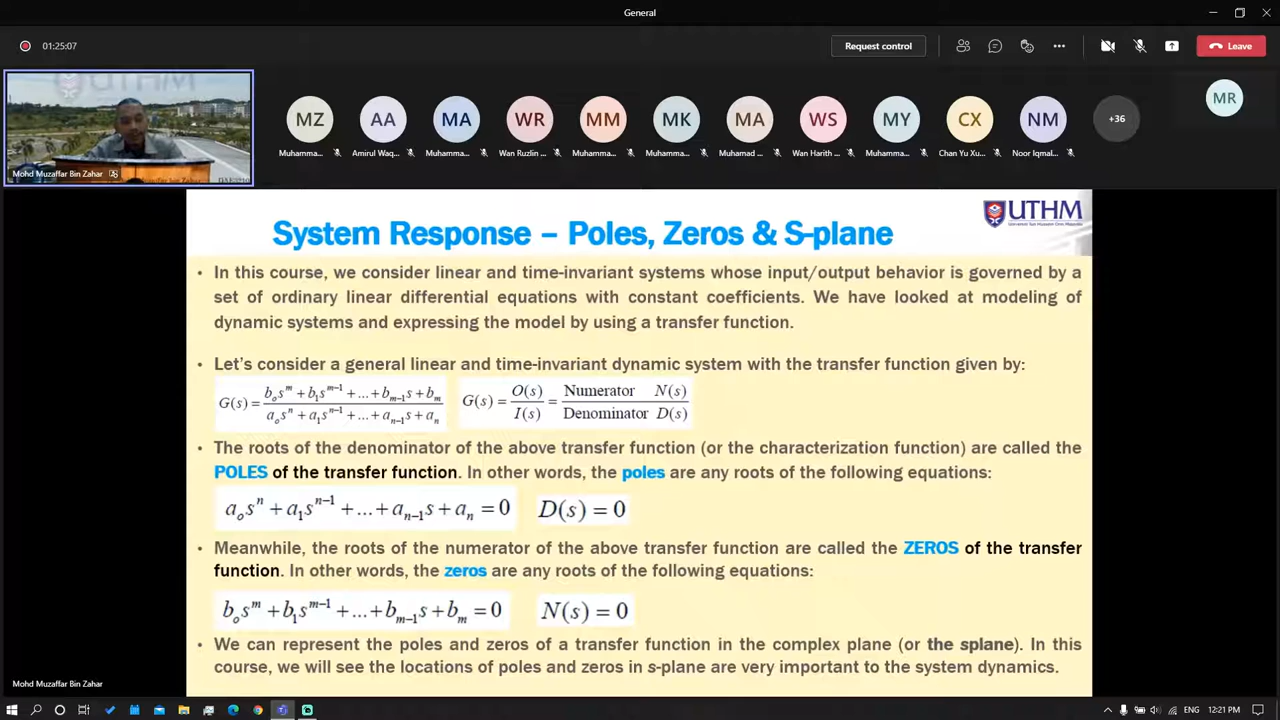 General
01:25:07
Request control
Leave
UTHM
MZ
AA
MA
WR
MM
MK
MA
WS
MY
CX
NM
+36
MR
Muhamma...
Amirul Waq...
Muhamma...
Wan Ruzlin ...
Muhamma...
Muhamma...
Muhamad ...
Wan Harith ...
Muhamma...
Chan Yu Xu...
Noor Iqmal...
Mohd Muzaffar Bin Zahar
UTHM
System Response – Poles, Zeros & S-plane
• In this course, we consider linear and time-invariant systems whose input/output behavior is governed by a
set of ordinary linear differential equations with constant coefficients. We have looked at modeling of
dynamic systems and expressing the model by using a transfer function.
• Let's consider a general linear and time-invariant dynamic system with the transfer function given by:
G(s) = (b₀s^m + b₁s^(m−1) + ... + b_(m−1)s + b_m) / (a₀s^n + a₁s^(n−1) + ... + a_(n−1)s + a_n)  G(s) = O(s)/I(s) = Numerator N(s) / Denominator D(s)
• The roots of the denominator of the above transfer function (or the characterization function) are called the
POLES of the transfer function. In other words, the poles are any roots of the following equations:
a₀s^n + a₁s^(n−1) + ... + a_(n−1)s + a_n = 0  D(s) = 0
• Meanwhile, the roots of the numerator of the above transfer function are called the ZEROS of the transfer
function. In other words, the zeros are any roots of the following equations:
b₀s^m + b₁s^(m−1) + ... + b_(m−1)s + b_m = 0  N(s) = 0
• We can represent the poles and zeros of a transfer function in the complex plane (or the splane). In this
course, we will see the locations of poles and zeros in s-plane are very important to the system dynamics.
Mohd Muzaffar Bin Zahar
ENG
12:21 PM